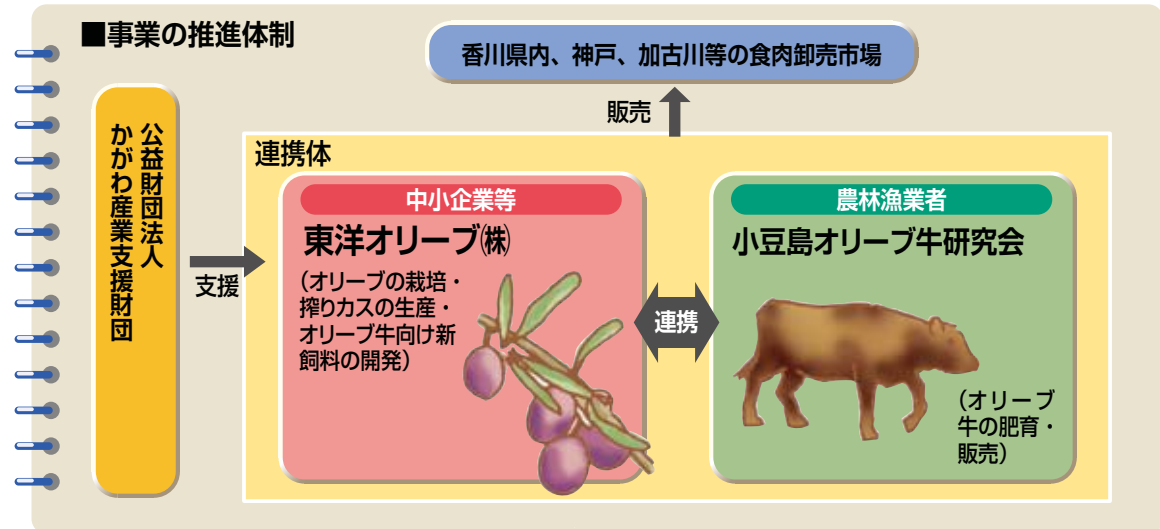 ■事業の推進体制
香川県内、神戸、加古川等の食肉卸売市場
販売
公益財団法人
かがわ産業支援財団
支援
連携体
中小企業等
東洋オリーブ㈱
（オリーブの栽培・
搾りカスの生産・
オリーブ牛向け新
飼料の開発）
連携
農林漁業者
小豆島オリーブ牛研究会
（オリーブ
牛の肥育・
販売）